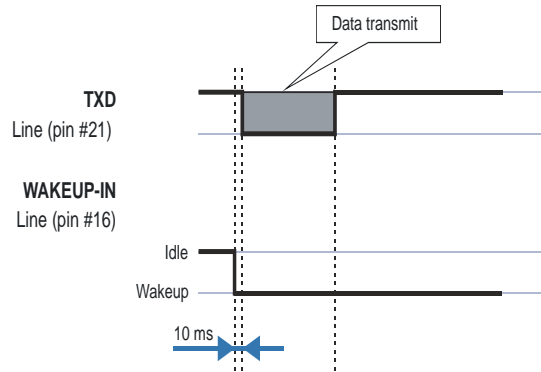 Data transmit
TXD
Line (pin #21)
WAKEUP-IN
Line (pin #16)
Idle
Wakeup
10 ms